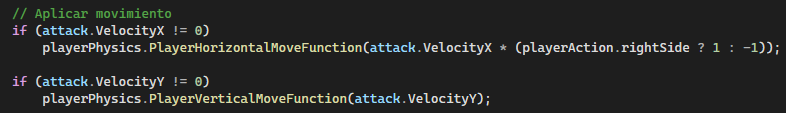 // Aplicar movimiento
if (attack.VelocityX != 0)
    playerPhysics.PlayerHorizontalMoveFunction(attack.VelocityX * (playerAction.rightSide ? 1 : -1));
if (attack.VelocityY != 0)
    playerPhysics.PlayerVerticalMoveFunction(attack.VelocityY);